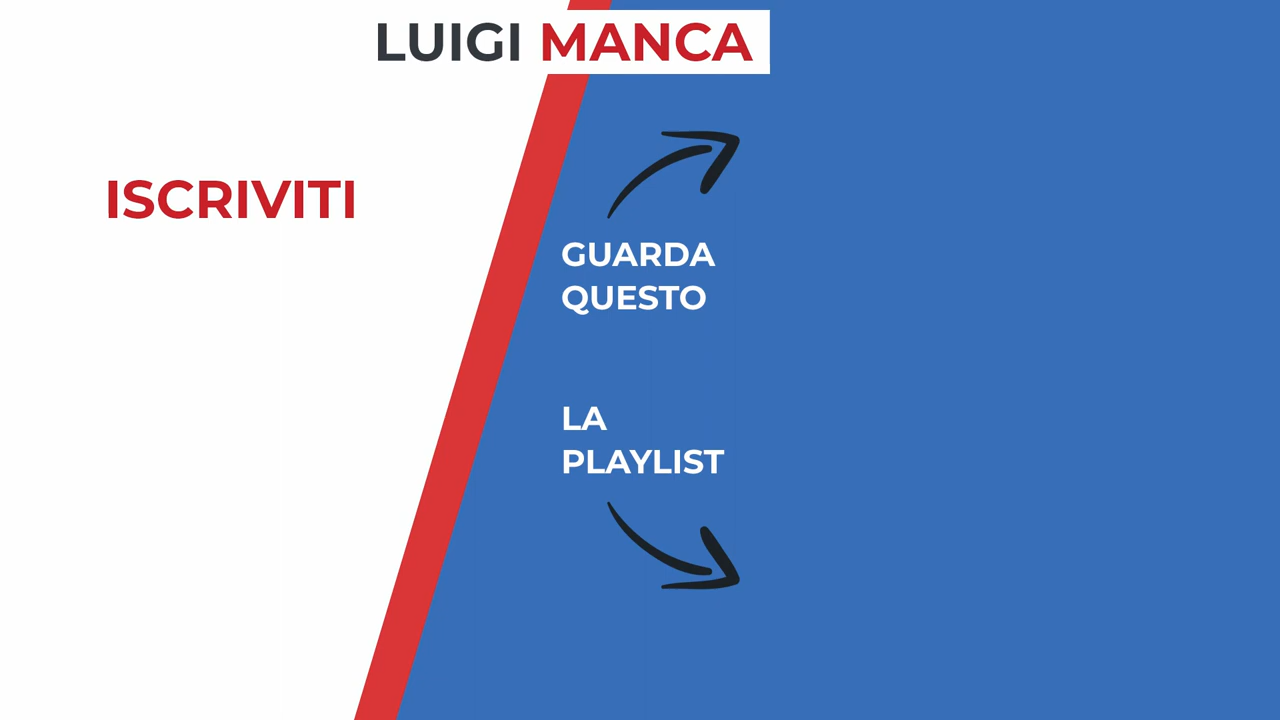 LUIGI MANCA
ISCRIVITI
GUARDA
QUESTO
LA
PLAYLIST